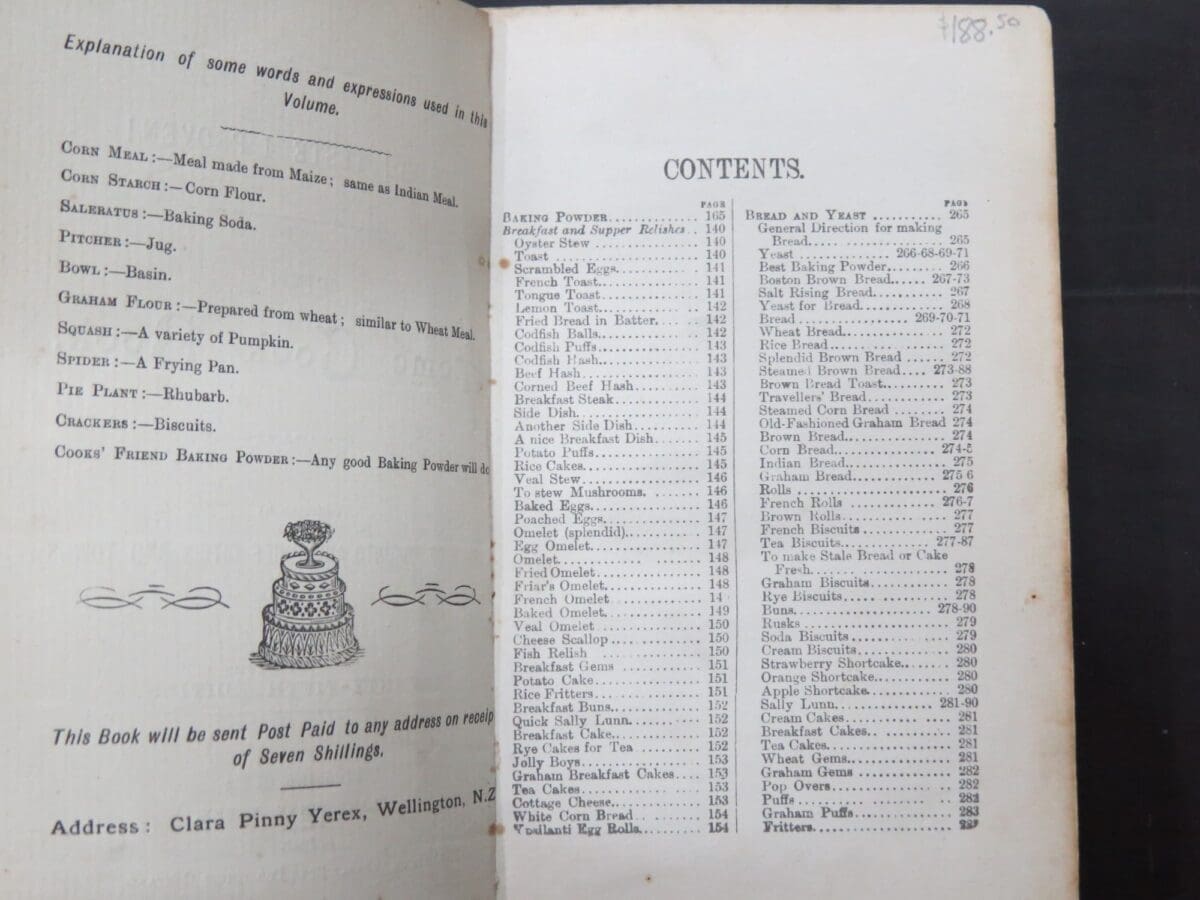 Explanation of some words and expressions used in this
Volume.
CORN MEAL:—Meal made from Maize; same as Indian Meal.
CORN STARCH:—Corn Flour.
SALERATUS:—Baking Soda.
PITCHER:—Jug.
BOWL:—Basin.
GRAHAM FLOUR:—Prepared from wheat; similar to Wheat Meal.
SQUASH:—A variety of Pumpkin.
SPIDER:—A Frying Pan.
PIE PLANT:—Rhubarb.
CRACKERS:—Biscuits.
COOKS' FRIEND BAKING POWDER:—Any good Baking Powder will do
This Book will be sent Post Paid to any address on receip
of Seven Shillings.
Address: Clara Pinny Yerex, Wellington, N.Z
$188.50
CONTENTS.
PAGE
BAKING POWDER............. 165
Breakfast and Supper Relishes.. 140
Oyster Stew .............. 140
Toast .................... 140
Scrambled Eggs............ 141
French Toast.............. 141
Tongue Toast.............. 141
Lemon Toast............... 142
Fried Bread in Batter..... 142
Codfish Balls............. 142
Codfish Puffs............. 143
Codfish Hash.............. 143
Beef Hash................. 143
Corned Beef Hash.......... 143
Breakfast Steak........... 144
Side Dish................. 144
Another Side Dish......... 144
A nice Breakfast Dish..... 145
Potato Puffs.............. 145
Rice Cakes................ 145
Veal Stew................. 146
To stew Mushrooms. ....... 146
Baked Eggs................ 146
Poached Eggs.............. 147
Omelet (splendid)......... 147
Egg Omelet................ 147
Omelet.................... 148
Fried Omelet.............. 148
Friar's Omelet............ 148
French Omelet ............ 14
Baked Omelet.............. 149
Veal Omelet .............. 150
Cheese Scallop............ 150
Fish Relish .............. 150
Breakfast Gems ........... 151
Potato Cake............... 151
Rice Fritters............. 151
Breakfast Buns............ 152
Quick Sally Lunn.......... 152
Breakfast Cake............ 152
Rye Cakes for Tea ........ 152
Jolly Boys................ 153
Graham Breakfast Cakes.... 153
Tea Cakes................. 153
Cottage Cheese............ 153
White Corn Bread ......... 154
Ypsilanti Egg Rolls....... 154
PAGE
BREAD AND YEAST .......... 265
General Direction for making
Bread..................... 265
Yeast ............. 266-68-69-71
Best Baking Powder........ 266
Boston Brown Bread...... 267-73
Salt Rising Bread......... 267
Yeast for Bread........... 268
Bread ................ 269-70-71
Wheat Bread............... 272
Rice Bread................ 272
Splendid Brown Bread ..... 272
Steamed Brown Bread.... 273-88
Brown Bread Toast......... 273
Travellers' Bread......... 273
Steamed Corn Bread ....... 274
Old-Fashioned Graham Bread 274
Brown Bread............... 274
Corn Bread.............. 274-5
Indian Bread.............. 275
Graham Bread............ 275 6
Rolls .................... 276
French Rolls ........... 276-7
Brown Rolls............... 277
French Biscuits........... 277
Tea Biscuits........... 277-87
To make Stale Bread or Cake
Fresh..................... 278
Graham Biscuits........... 278
Rye Biscuits.............. 278
Buns................... 278-90
Rusks .................... 279
Soda Biscuits ............ 279
Cream Biscuits............ 280
Strawberry Shortcake...... 280
Orange Shortcake.......... 280
Apple Shortcake........... 280
Sally Lunn............. 281-90
Cream Cakes............... 281
Breakfast Cakes........... 281
Tea Cakes................. 281
Wheat Gems................ 281
Graham Gems .............. 282
Pop Overs................. 282
Puffs .................... 282
Graham Puffs.............. 283
Fritters..................